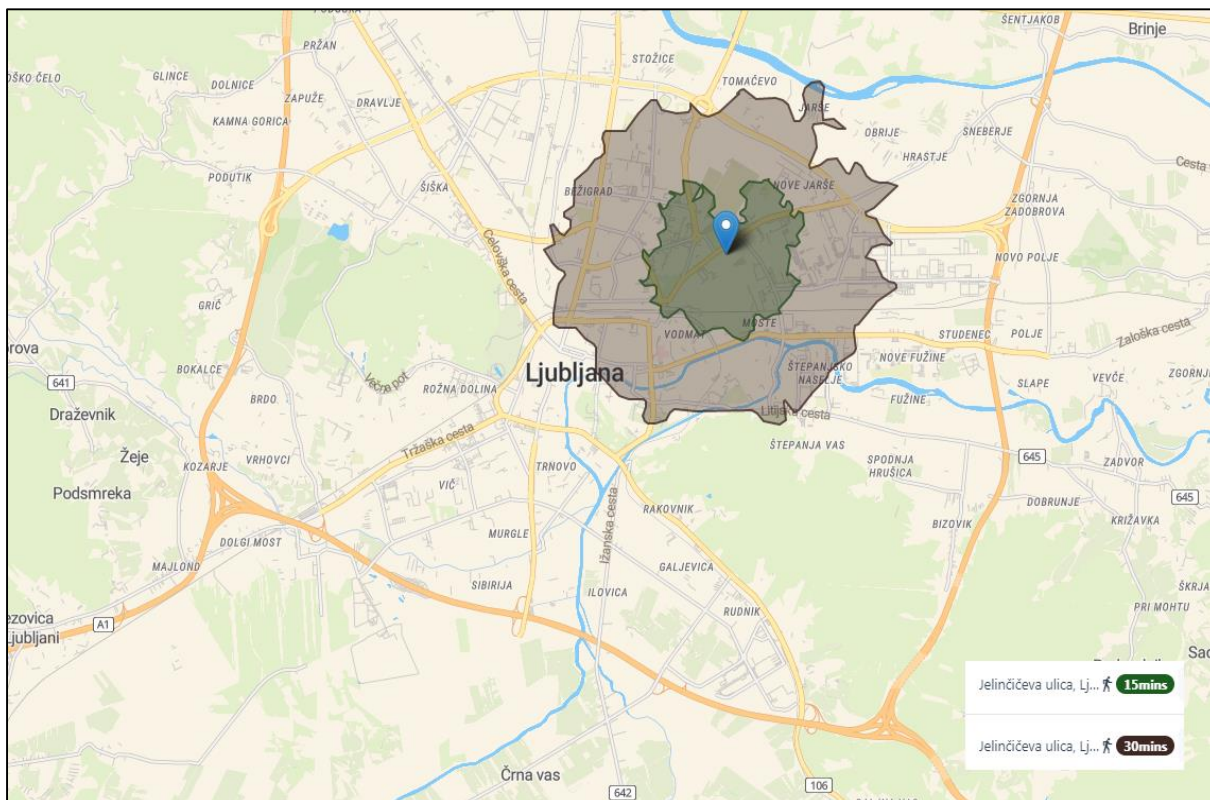 ŠENTJAKOB
Brinje
PRŽAN
STOŽICE
GLINCE
DOLNICE
ZAPUŽE
DRAVLJE
TOMAČEVO
JARŠE
KAMNA GORICA
OBRIJE
SNEBERJE
HRASTJE
Cesta v
PODUTIK
ŠIŠKA
BEŽIGRAD
NOVE JARŠE
ZGORNJA
ZADOBROVA
Celovška cesta
NOVO POLJE
GRIČ
VODMAT
MOSTE
STUDENEC
POLJE
Zaloška cesta
BOKALCE
Večna pot
ROŽNA DOLINA
Ljubljana
ŠTEPANJSKO
NASELJE
NOVE FUŽINE
FUŽINE
SLAPE
VEVČE
ZGORNJ
641
BRDO
Draževnik
Litijska cesta
Tržaška cesta
ŠTEPANJA VAS
Žeje
KOZARJE
VRHOVCI
TRNOVO
SPODNJA
HRUŠICA
645
ZADVOR
VIČ
Podsmreka
DOBRUNJE
645
RAKOVNIK
Ižanska cesta
BIZOVIK
KRIŽAVKA
MURGLE
DOLGI MOST
MAJLOND
SIBIRIJA
GALJEVICA
ILOVICA
RUDNIK
ŠKRJA
PRI MOHTU
A1
ezovica
Ljubljani
Jelinčičeva ulica, Lj... 15mins
Jelinčičeva ulica, Lj... 30mins
Črna vas
642
106